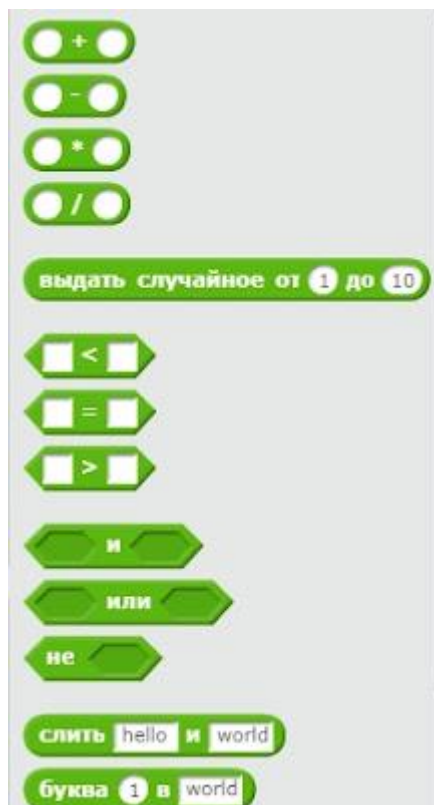 +
-
*
/
выдать случайное от 1 до 10
<
=
>
и
или
не
слить hello и world
буква 1 в world